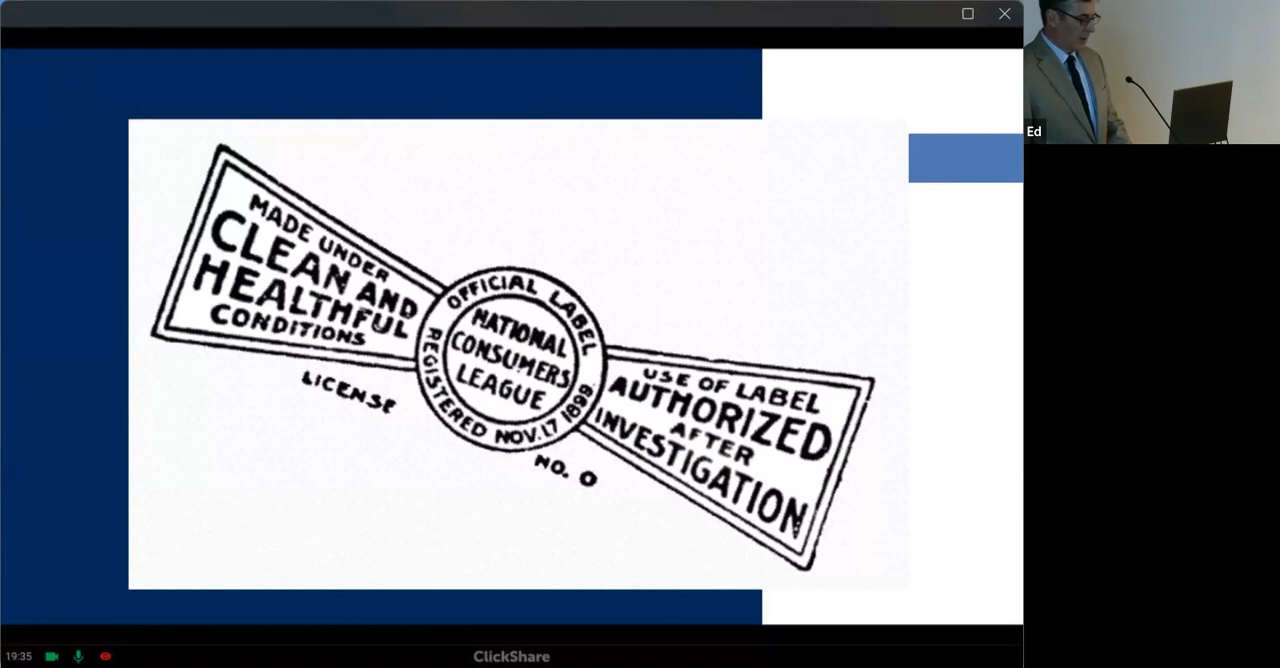 MADE UNDER
CLEAN AND
HEALTHFUL
CONDITIONS
LICENSE
OFFICIAL LABEL
NATIONAL
CONSUMERS
LEAGUE
REGISTERED NOV. 17 1899.
NO. 0
USE OF LABEL
AUTHORIZED
AFTER
INVESTIGATION
Ed
19:35
ClickShare